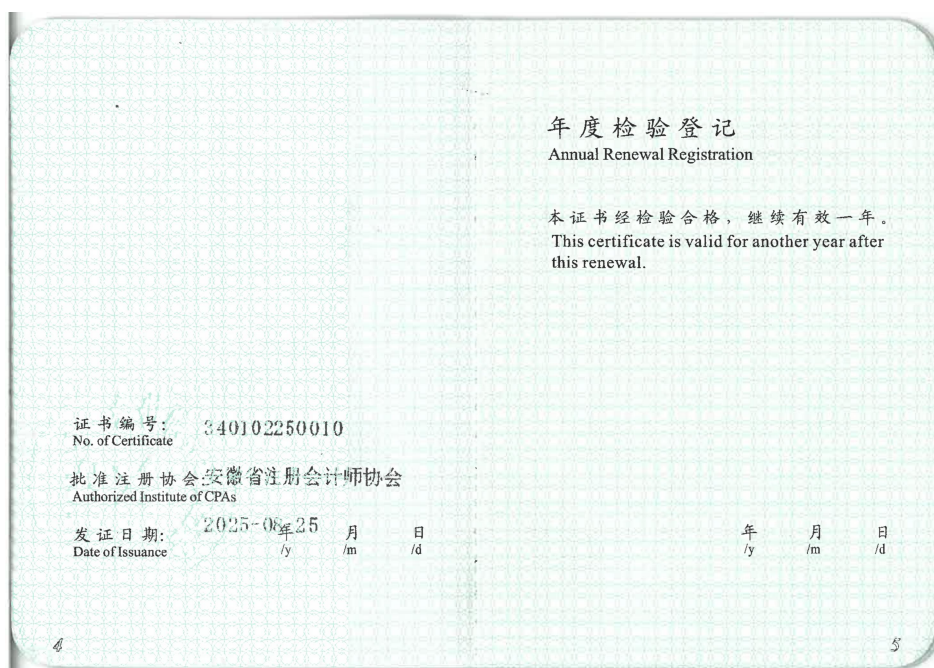 证书编号: 340102250010
No. of Certificate
批准注册协会: 安徽省注册会计师协会
Authorized Institute of CPAs
发证日期: 2025-08-25 年 月 日
Date of Issuance /y /m /d
4
年度检验登记
Annual Renewal Registration
本证书经检验合格，继续有效一年。
This certificate is valid for another year after
this renewal.
年 月 日
/y /m /d
5